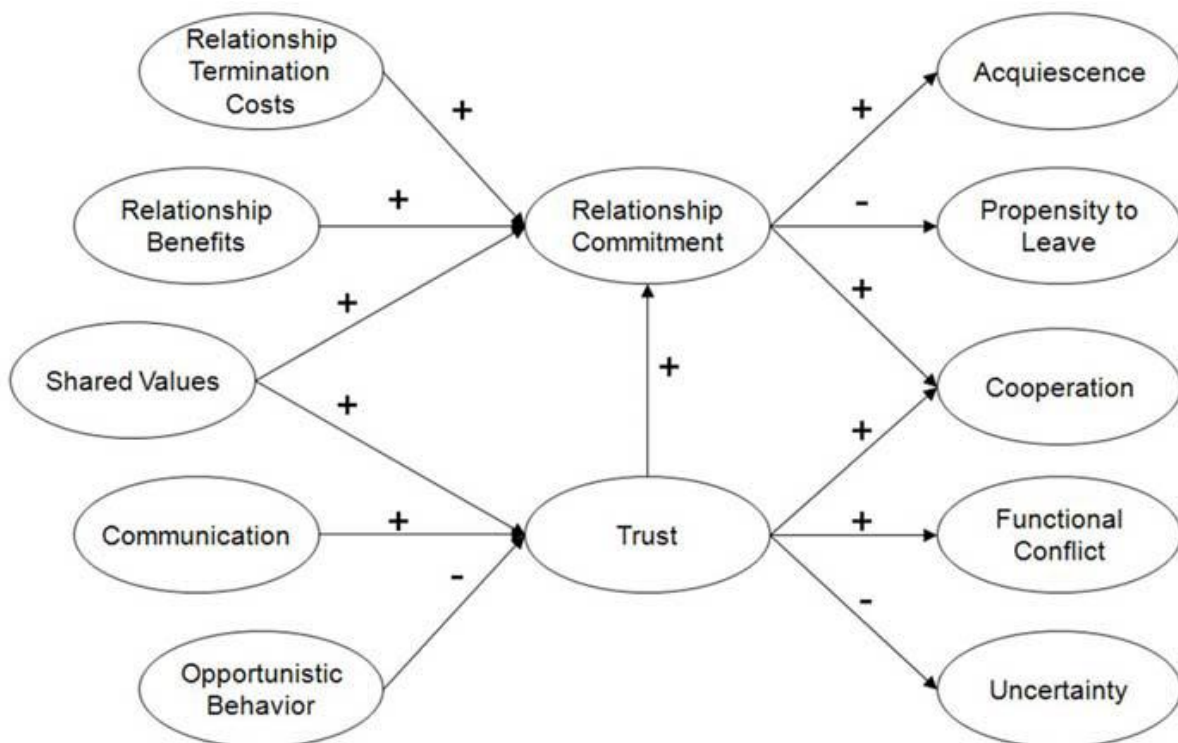 Relationship
Termination
Costs
+
Acquiescence
+
Relationship
Benefits
+
Relationship
Commitment
-
Propensity to
Leave
+
+
Shared Values
+
+
Cooperation
+
Communication
+
Trust
+
Functional
Conflict
-
-
Opportunistic
Behavior
Uncertainty